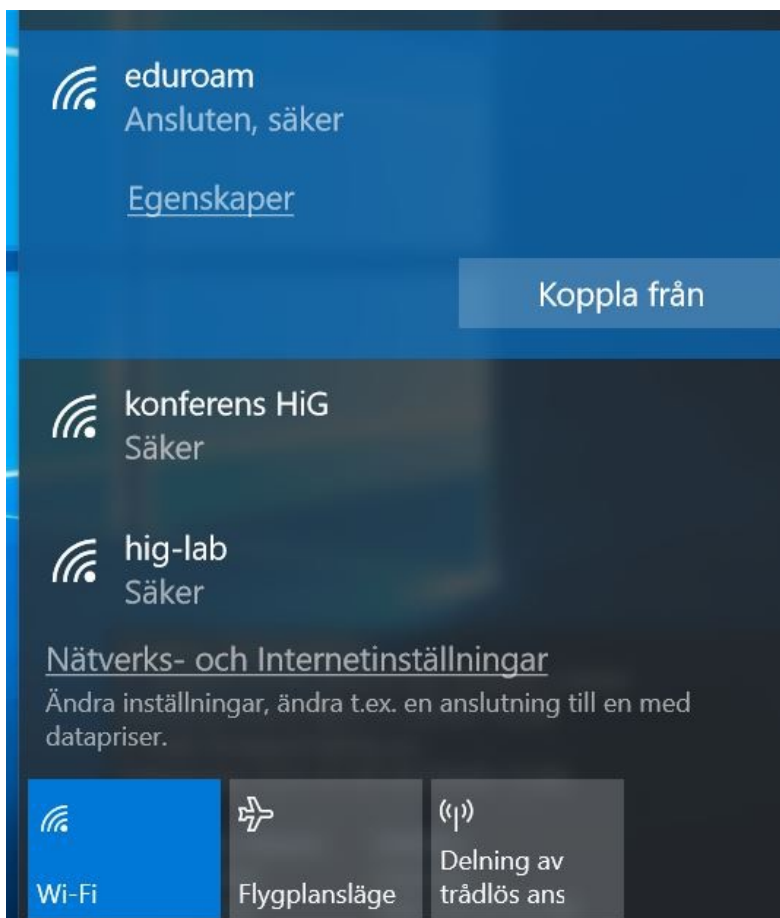 eduroam
Ansluten, säker
Egenskaper
Koppla från
konferens HiG
Säker
hig-lab
Säker
Nätverks- och Internetinställningar
Ändra inställningar, ändra t.ex. en anslutning till en med
datapriser.
Wi-Fi
Flygplansläge
Delning av
trådlös ans